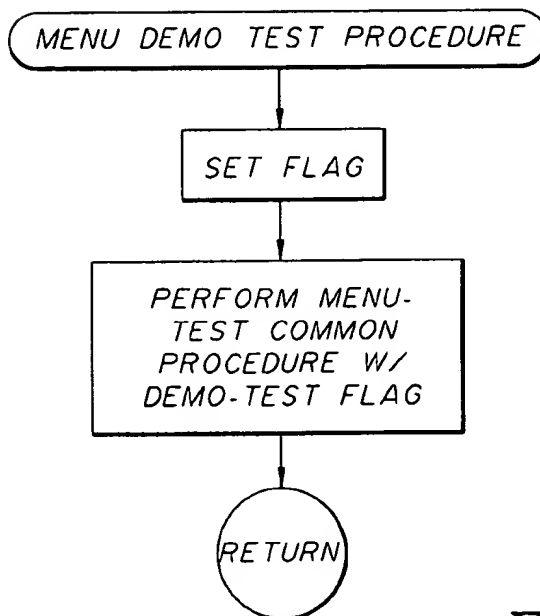 MENU DEMO TEST PROCEDURE
SET FLAG
PERFORM MENU-
TEST COMMON
PROCEDURE W/
DEMO-TEST FLAG
RETURN